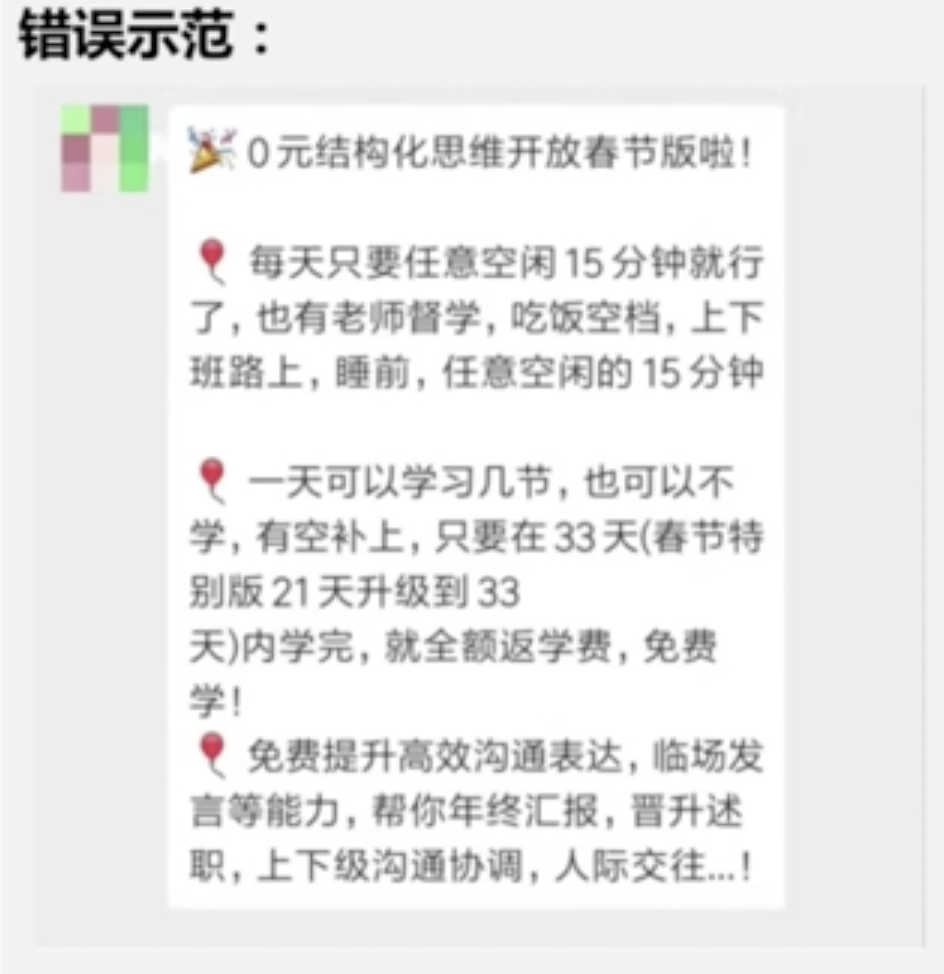 错误示范：
🎉 0元结构化思维开放春节版啦！
🎈 每天只要任意空闲15分钟就行
了，也有老师督学，吃饭空档，上下
班路上，睡前，任意空闲的15分钟
🎈 一天可以学习几节，也可以不
学，有空补上，只要在33天(春节特
别版21天升级到33
天)内学完，就全额返学费，免费
学！
🎈 免费提升高效沟通表达，临场发
言等能力，帮你年终汇报，晋升述
职，上下级沟通协调，人际交往...！